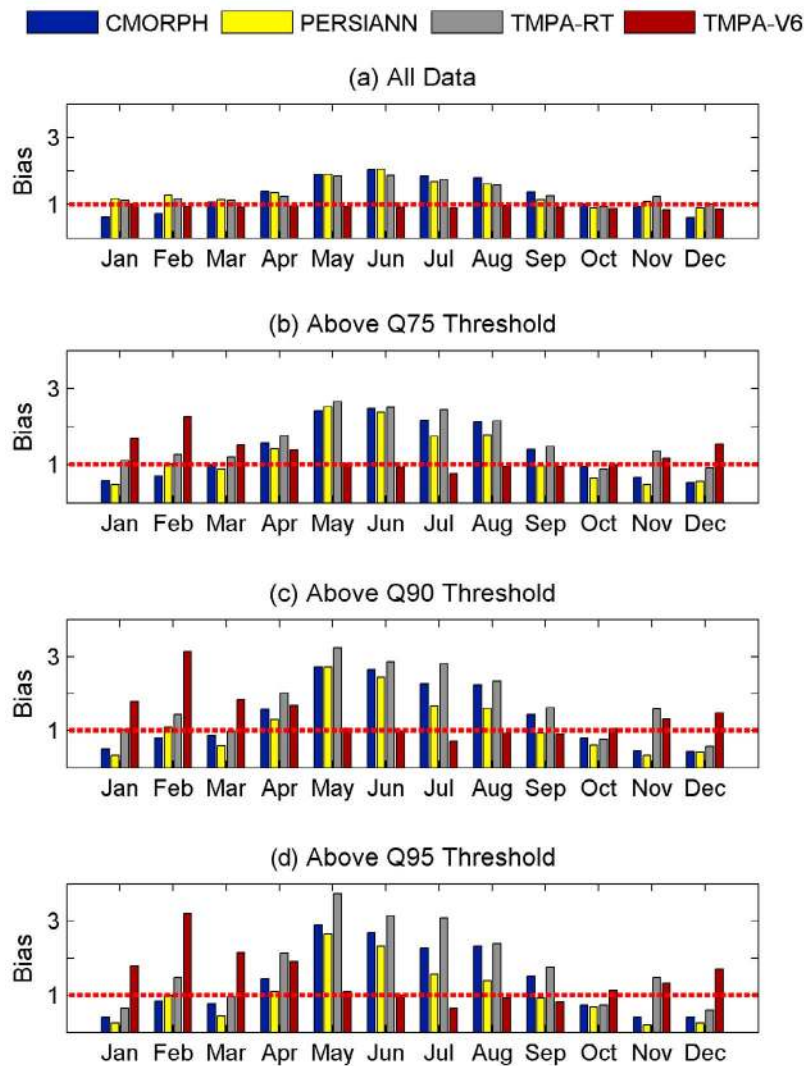 CMORPH PERSIANN TMPA-RT TMPA-V6
(a) All Data
Bias
3
1
Jan Feb Mar Apr May Jun Jul Aug Sep Oct Nov Dec
(b) Above Q75 Threshold
Bias
3
1
Jan Feb Mar Apr May Jun Jul Aug Sep Oct Nov Dec
(c) Above Q90 Threshold
Bias
3
1
Jan Feb Mar Apr May Jun Jul Aug Sep Oct Nov Dec
(d) Above Q95 Threshold
Bias
3
1
Jan Feb Mar Apr May Jun Jul Aug Sep Oct Nov Dec